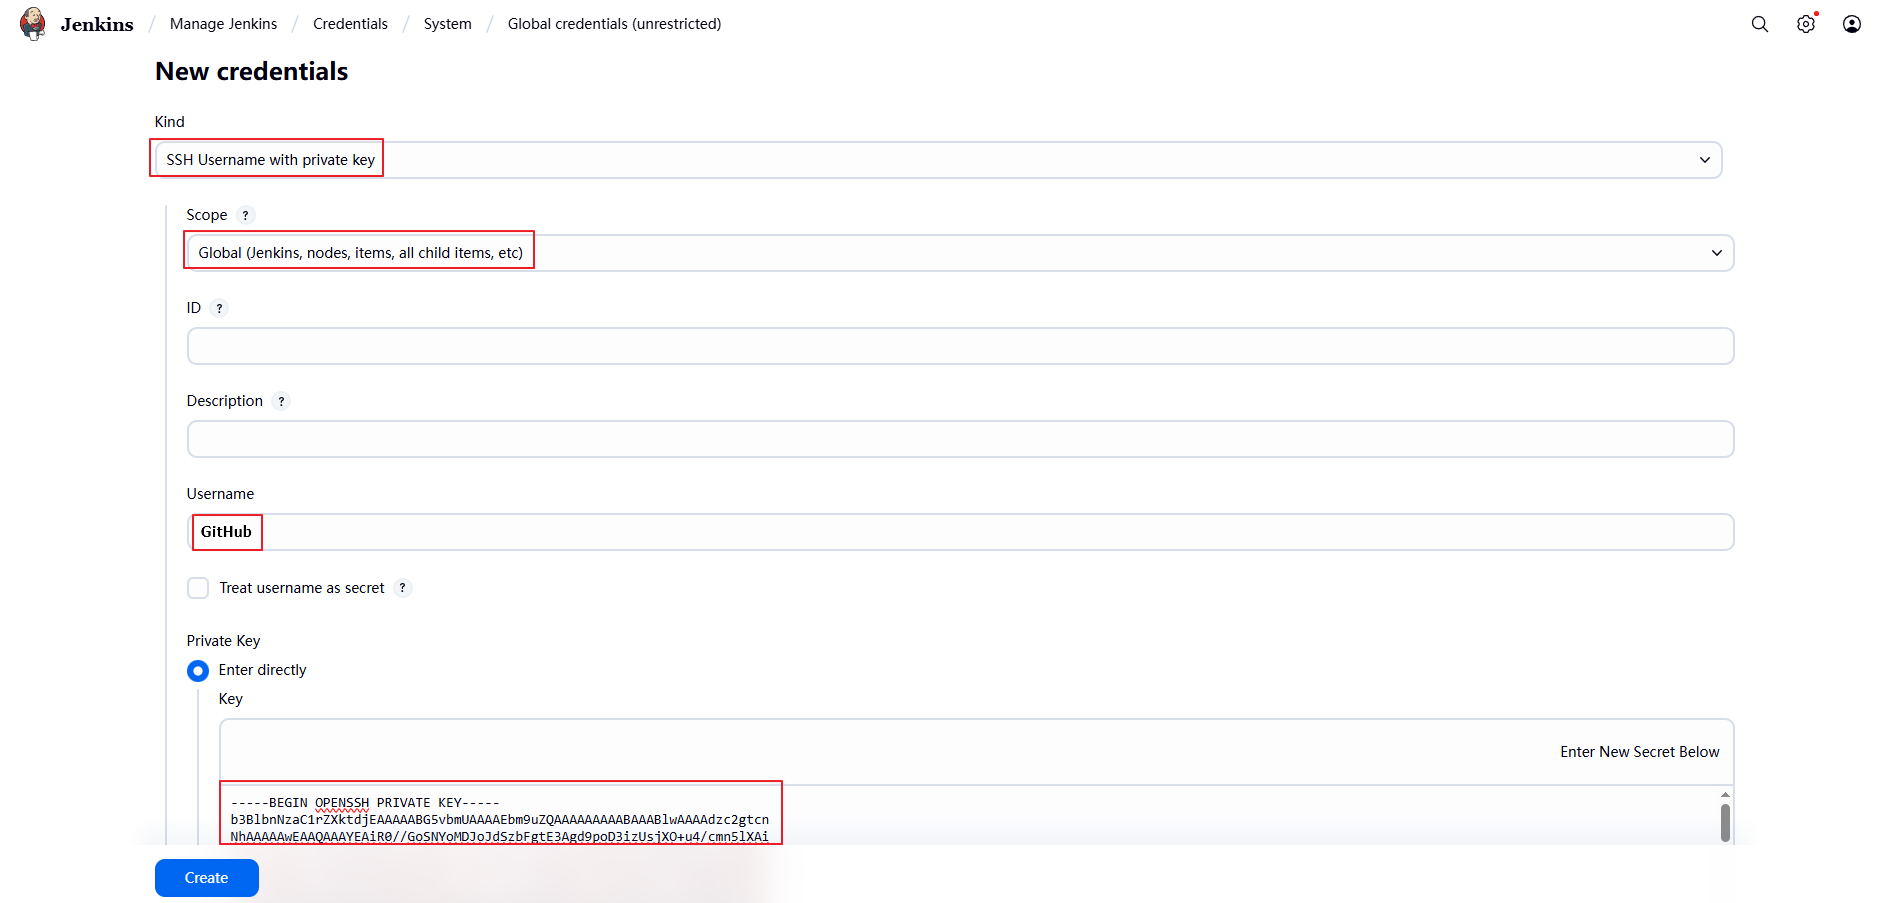 Jenkins / Manage Jenkins / Credentials / System / Global credentials (unrestricted)
New credentials
Kind
SSH Username with private key
Scope ?
Global (Jenkins, nodes, items, all child items, etc)
ID ?
Description ?
Username
GitHub
Treat username as secret ?
Private Key
Enter directly
Key
Enter New Secret Below
-----BEGIN OPENSSH PRIVATE KEY-----
b3BlbnNzaC1rZXktdjEAAAAABG5vbmUAAAAEbm9uZQAAAAAAAAABAAABlwAAAAdzc2gtcn
NhAAAAAwEAAQAAAYEAiR0//GoSNYoMDJoJdSzbFgtE3Agd9poD3izUsjXO+u4/cmn5lXAi
Create